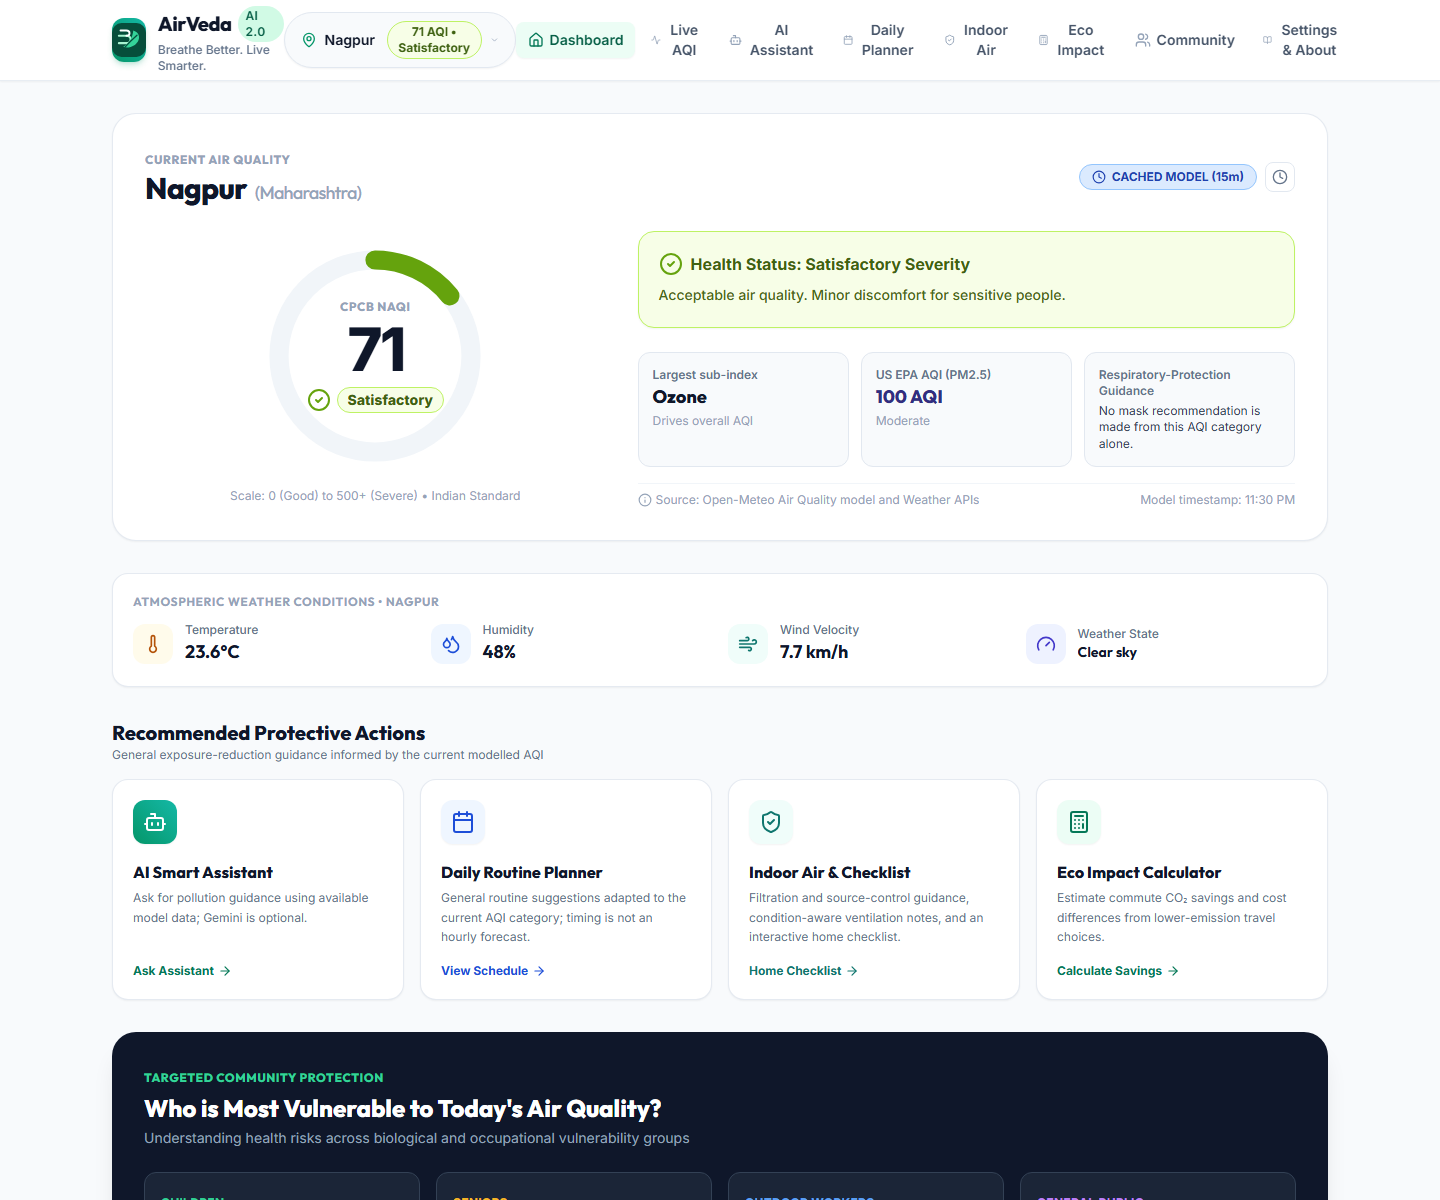 AirVeda
AI 2.0
Breathe Better. Live Smarter.
Nagpur
71 AQI • Satisfactory
Dashboard
Live AQI
AI Assistant
Daily Planner
Indoor Air
Eco Impact
Community
Settings & About
CURRENT AIR QUALITY
Nagpur (Maharashtra)
CACHED MODEL (15m)
CPCB NAQI
71
Satisfactory
Scale: 0 (Good) to 500+ (Severe) • Indian Standard
Health Status: Satisfactory Severity
Acceptable air quality. Minor discomfort for sensitive people.
Largest sub-index
Ozone
Drives overall AQI
US EPA AQI (PM2.5)
100 AQI
Moderate
Respiratory-Protection
Guidance
No mask recommendation is
made from this AQI category
alone.
Source: Open-Meteo Air Quality model and Weather APIs
Model timestamp: 11:30 PM
ATMOSPHERIC WEATHER CONDITIONS • NAGPUR
Temperature
23.6°C
Humidity
48%
Wind Velocity
7.7 km/h
Weather State
Clear sky
Recommended Protective Actions
General exposure-reduction guidance informed by the current modelled AQI
AI Smart Assistant
Ask for pollution guidance using available
model data; Gemini is optional.
Ask Assistant →
Daily Routine Planner
General routine suggestions adapted to the
current AQI category; timing is not an
hourly forecast.
View Schedule →
Indoor Air & Checklist
Filtration and source-control guidance,
condition-aware ventilation notes, and an
interactive home checklist.
Home Checklist →
Eco Impact Calculator
Estimate commute CO₂ savings and cost
differences from lower-emission travel
choices.
Calculate Savings →
TARGETED COMMUNITY PROTECTION
Who is Most Vulnerable to Today's Air Quality?
Understanding health risks across biological and occupational vulnerability groups